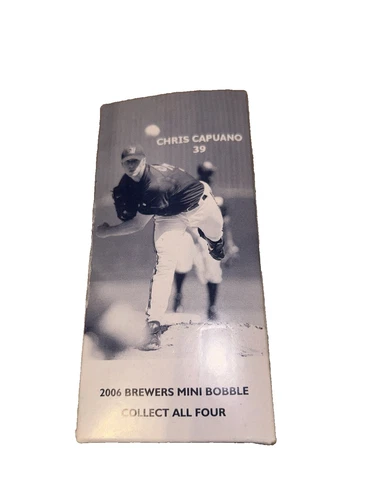 CHRIS CAPUANO
39
2006 BREWERS MINI BOBBLE
COLLECT ALL FOUR